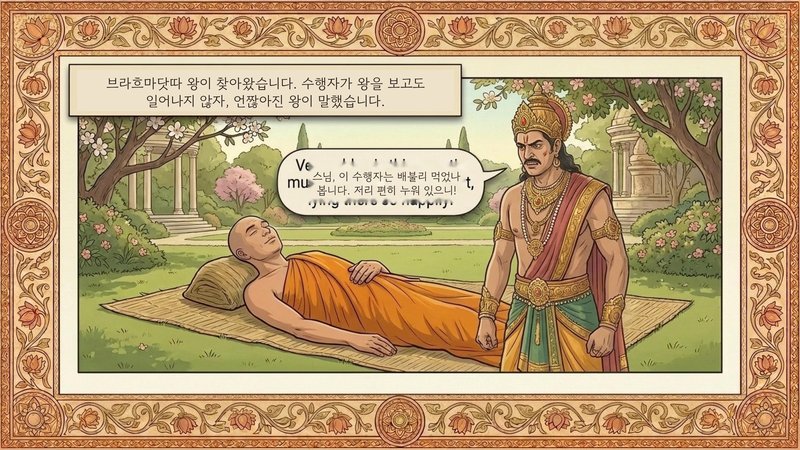 브라흐마닷따 왕이 찾아왔습니다. 수행자가 왕을 보고도
일어나지 않자, 언짢아진 왕이 말했습니다.
스님, 이 수행자는 배불리 먹었나
봅니다. 저리 편히 누워 있으니!